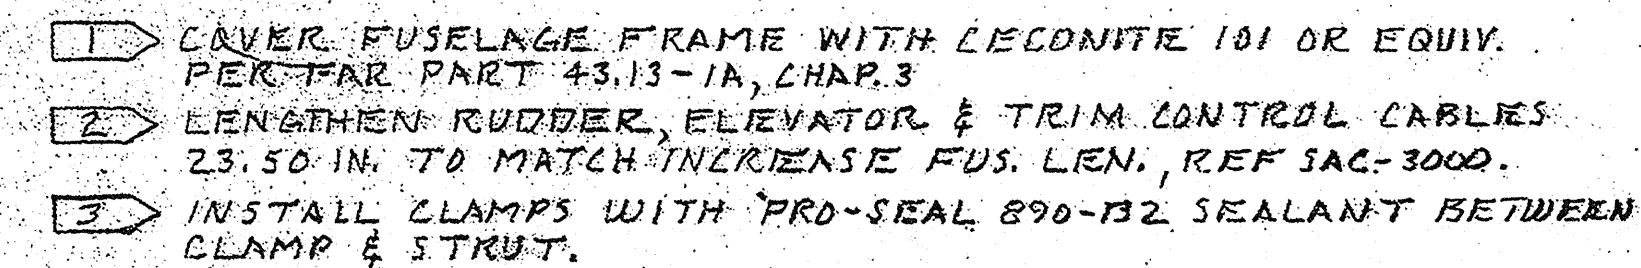 1 COVER FUSELAGE FRAME WITH CECONITE 101 OR EQUIV.
PER FAR PART 43.13-1A, CHAP. 3
2 LENGTHEN RUDDER, ELEVATOR & TRIM CONTROL CABLES
23.50 IN. TO MATCH INCREASE FUS. LEN., REF SAC-3000.
3 INSTALL CLAMPS WITH PRO-SEAL 890-B2 SEALANT BETWEEN
CLAMP & STRUT.